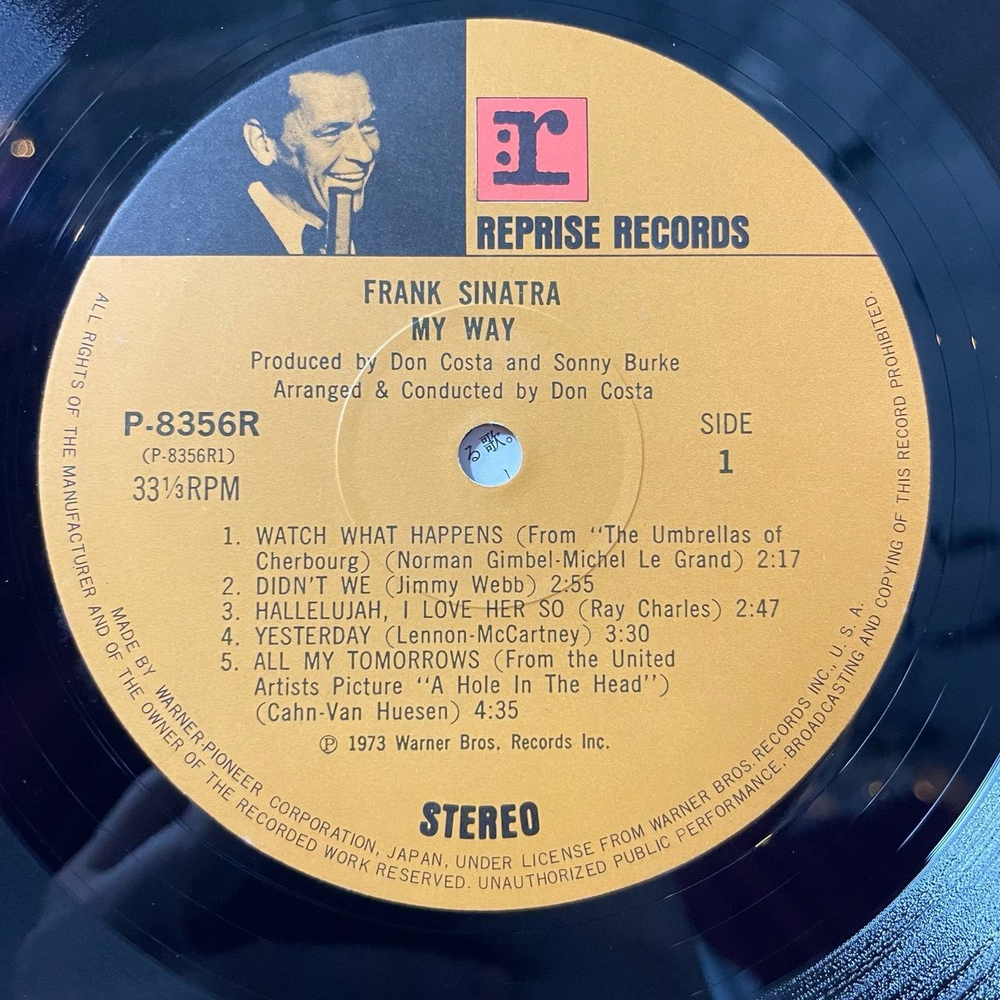 r
REPRISE RECORDS
FRANK SINATRA
MY WAY
Produced by Don Costa and Sonny Burke
Arranged & Conducted by Don Costa
P-8356R
(P-8356R1)
33⅓RPM
SIDE
1
る歌。
1. WATCH WHAT HAPPENS (From "The Umbrellas of
Cherbourg) (Norman Gimbel-Michel Le Grand) 2:17
2. DIDN'T WE (Jimmy Webb) 2:55
3. HALLELUJAH, I LOVE HER SO (Ray Charles) 2:47
4. YESTERDAY (Lennon-McCartney) 3:30
5. ALL MY TOMORROWS (From the United
Artists Picture "A Hole In The Head")
(Cahn-Van Huesen) 4:35
Ⓟ 1973 Warner Bros. Records Inc.
STEREO
MADE BY WARNER-PIONEER CORPORATION, JAPAN, UNDER LICENSE FROM WARNER BROS. RECORDS INC., U. S. A.
ALL RIGHTS OF THE MANUFACTURER AND OF THE OWNER OF THE RECORDED WORK RESERVED. UNAUTHORIZED PUBLIC PERFORMANCE, BROADCASTING AND COPYING OF THIS RECORD PROHIBITED.